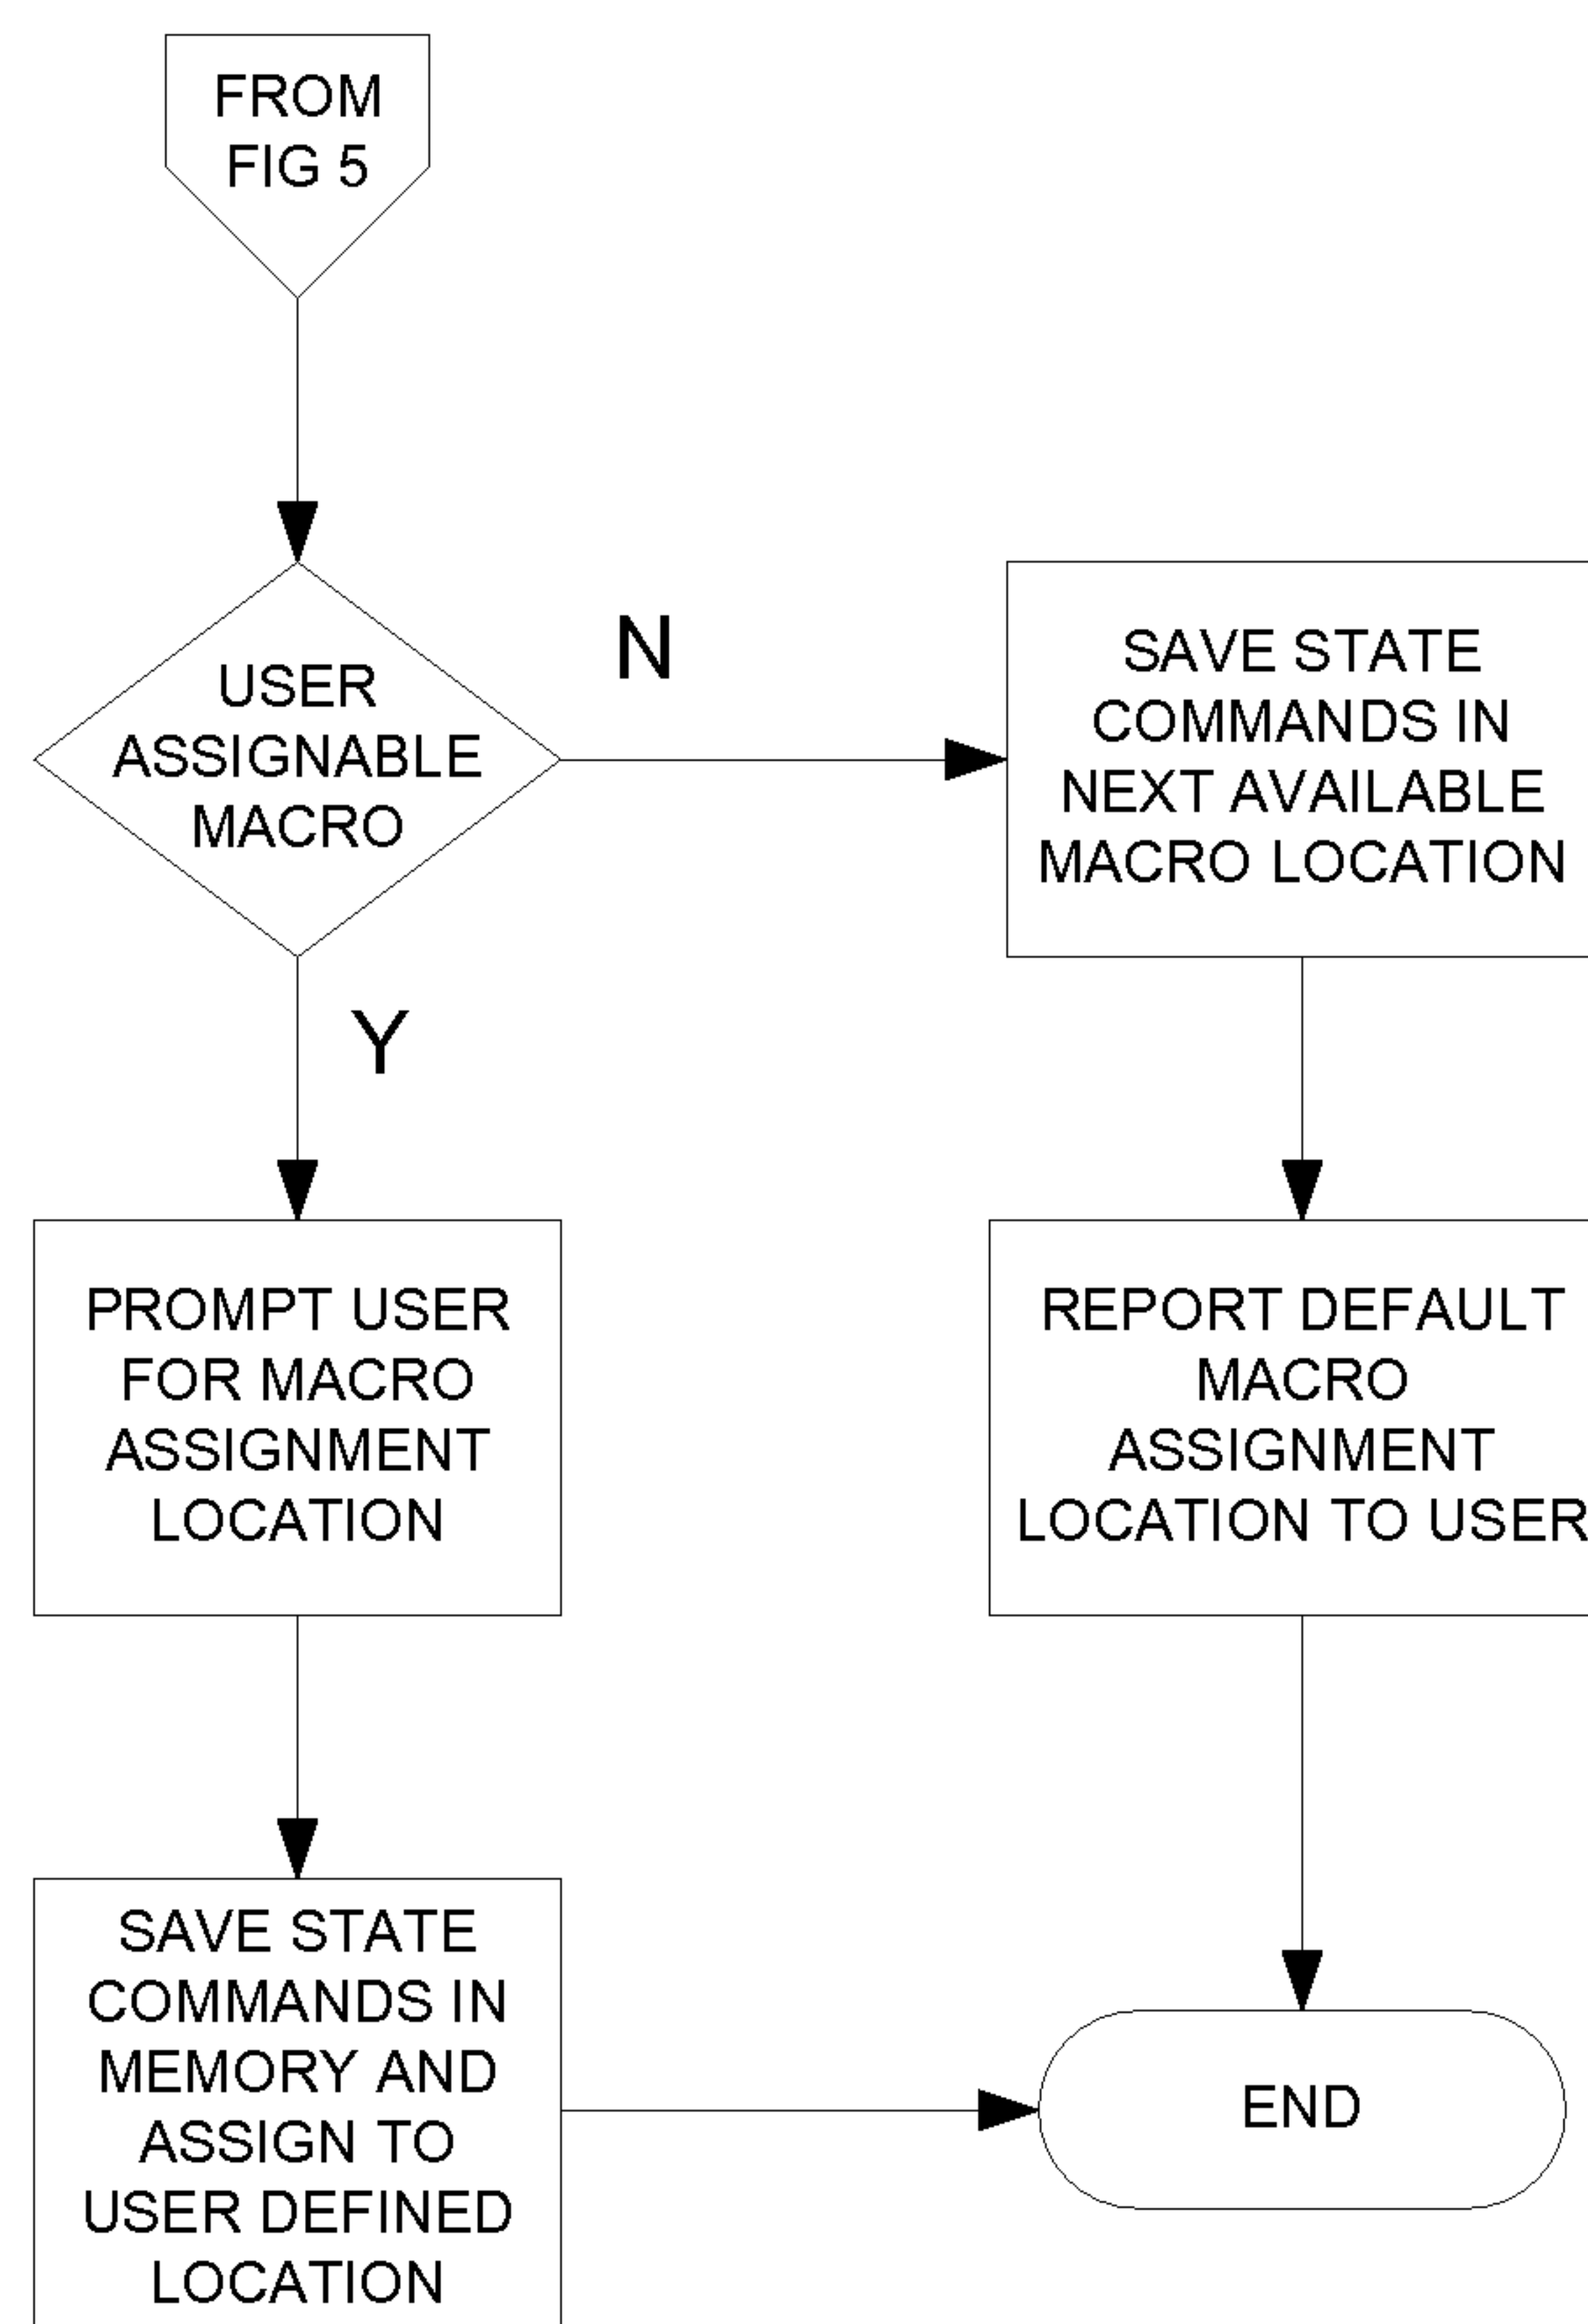 FROM
FIG 5
USER
ASSIGNABLE
MACRO
N
SAVE STATE
COMMANDS IN
NEXT AVAILABLE
MACRO LOCATION
Y
PROMPT USER
FOR MACRO
ASSIGNMENT
LOCATION
REPORT DEFAULT
MACRO
ASSIGNMENT
LOCATION TO USER
SAVE STATE
COMMANDS IN
MEMORY AND
ASSIGN TO
USER DEFINED
LOCATION
END